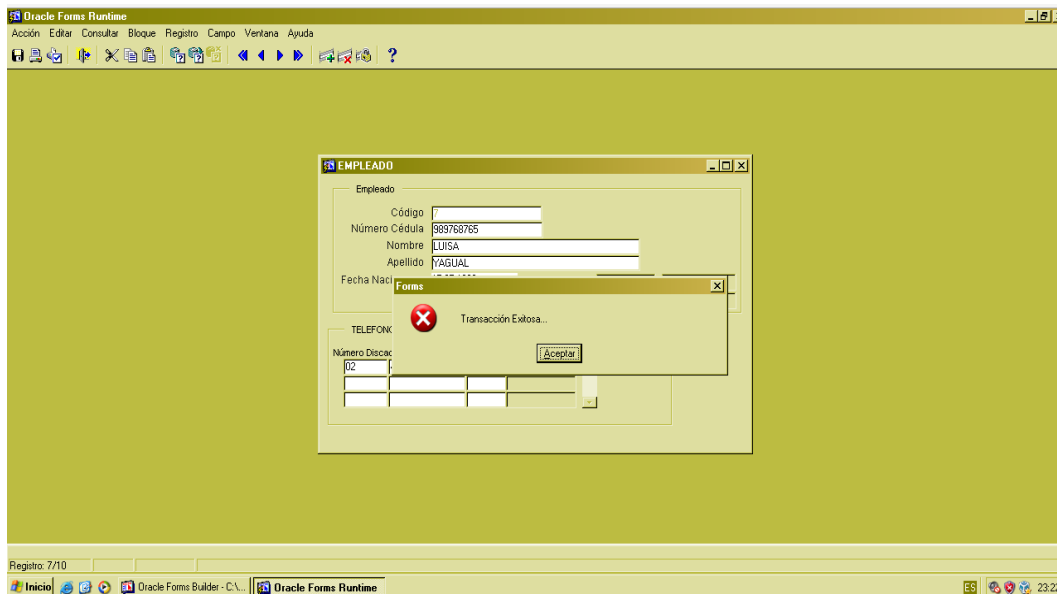 Oracle Forms Runtime
Acción Editar Consultar Bloque Registro Campo Ventana Ayuda
EMPLEADO
Empleado
Código 7
Número Cédula 989768765
Nombre LUISA
Apellido YAGUAL
Fecha Naci
Forms
Transacción Exitosa...
Aceptar
TELEFONO
Número Discad
02
Registro: 7/10
Inicio Oracle Forms Builder - C:\... Oracle Forms Runtime ES